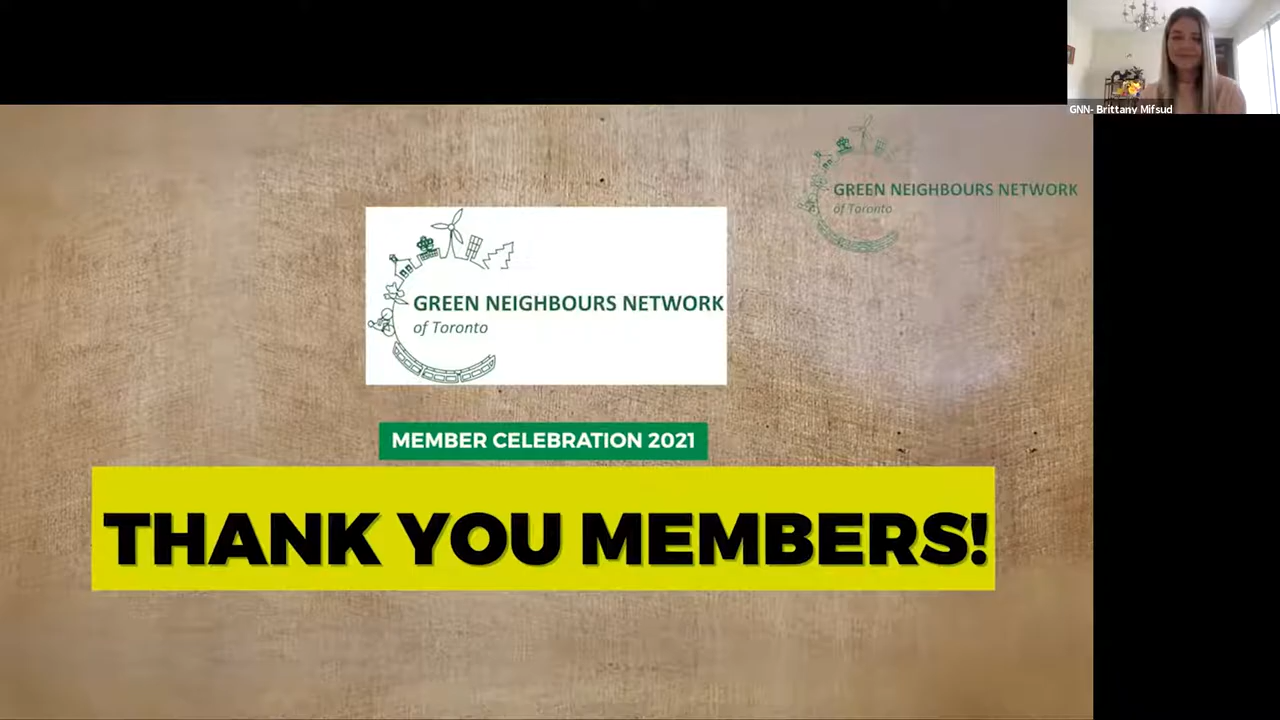 GNN- Brittany Mifsud
GREEN NEIGHBOURS NETWORK
of Toronto
GREEN NEIGHBOURS NETWORK
of Toronto
MEMBER CELEBRATION 2021
THANK YOU MEMBERS!